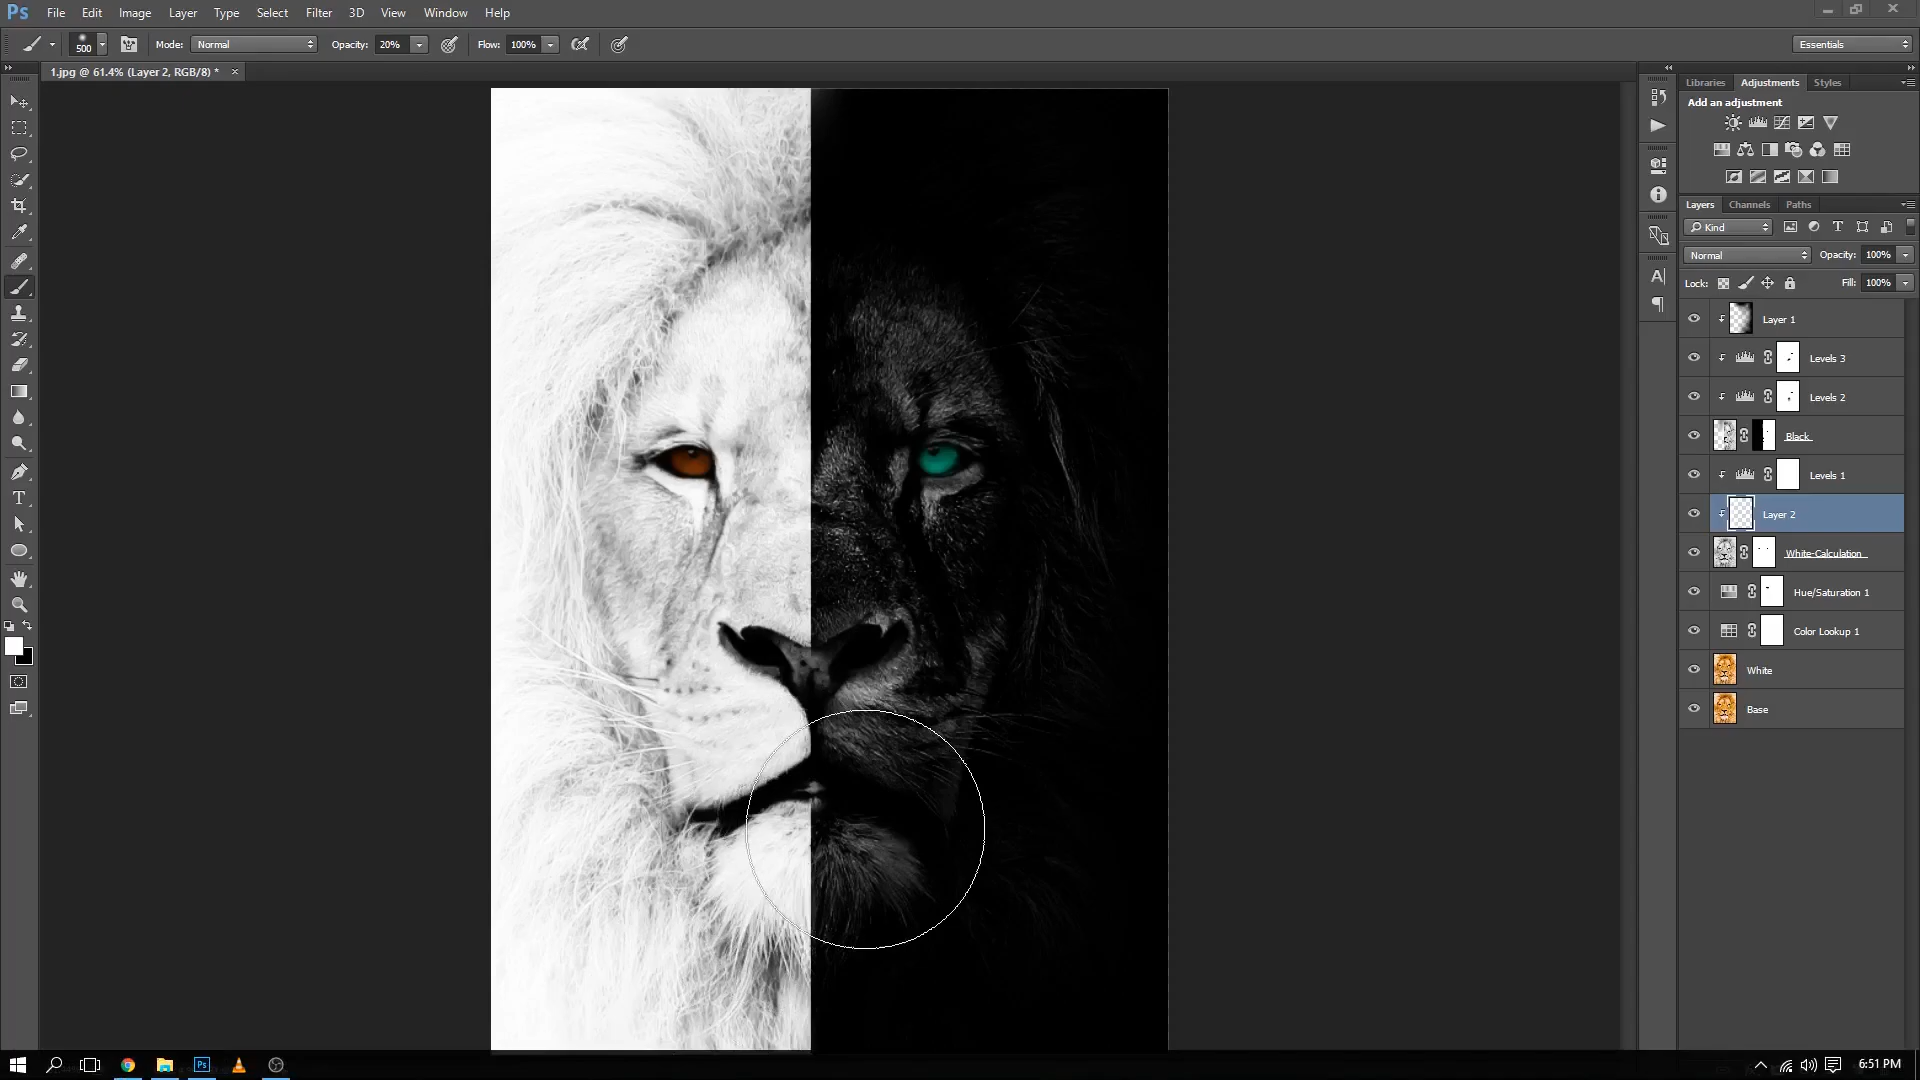 Ps File Edit Image Layer Type Select Filter 3D View Window Help
500 Mode: Normal Opacity: 20% Flow: 100% Essentials
1.jpg @ 61.4% (Layer 2, RGB/8) * ×
Libraries Adjustments Styles
Add an adjustment
Layers Channels Paths
Kind T
Normal Opacity: 100%
Lock: Fill: 100%
Layer 1
Levels 3
Levels 2
Black
Levels 1
Layer 2
White-Calculation
Hue/Saturation 1
Color Lookup 1
White
Base
T
A
Ps
6:51 PM